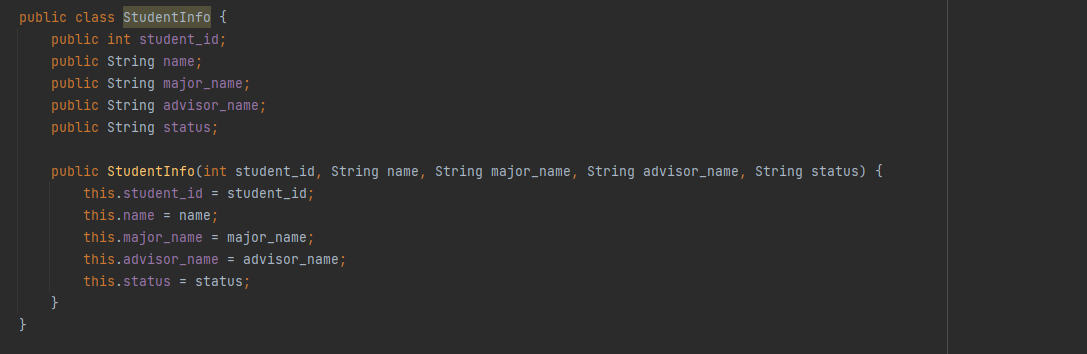 public class StudentInfo {
    public int student_id;
    public String name;
    public String major_name;
    public String advisor_name;
    public String status;

    public StudentInfo(int student_id, String name, String major_name, String advisor_name, String status) {
        this.student_id = student_id;
        this.name = name;
        this.major_name = major_name;
        this.advisor_name = advisor_name;
        this.status = status;
    }
}